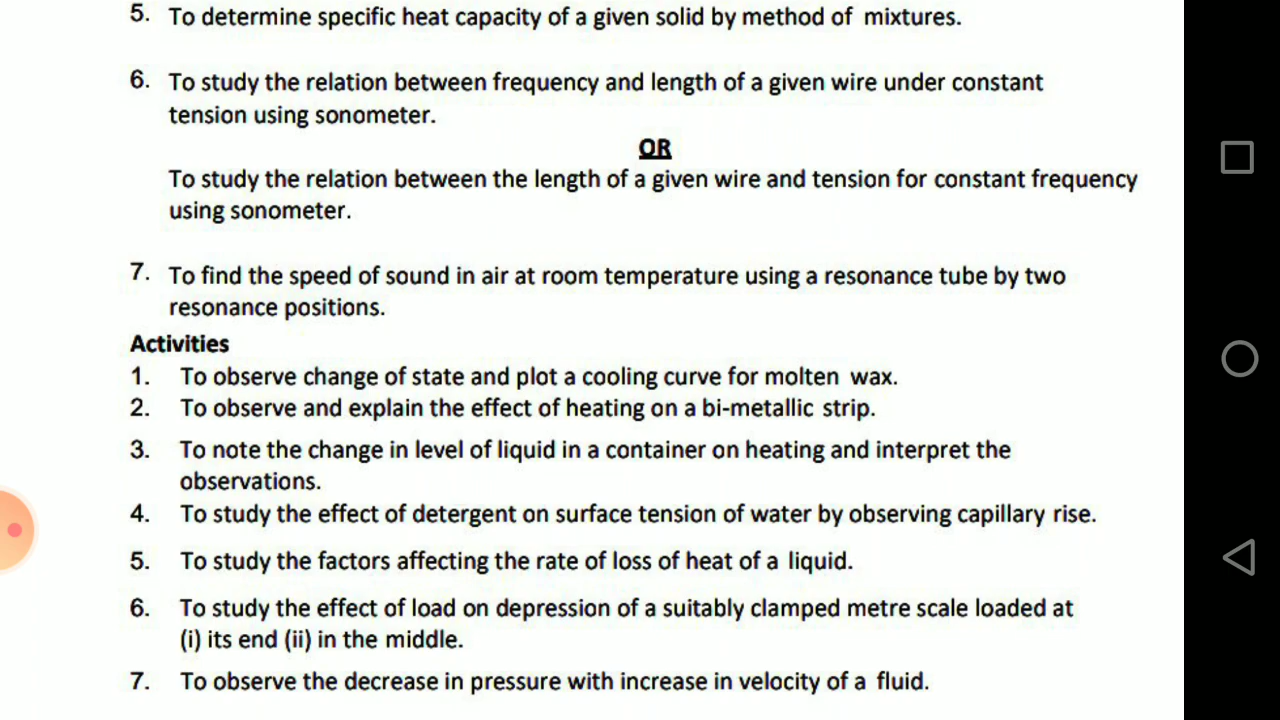 5. To determine specific heat capacity of a given solid by method of mixtures.
6. To study the relation between frequency and length of a given wire under constant
tension using sonometer.
OR
To study the relation between the length of a given wire and tension for constant frequency
using sonometer.
7. To find the speed of sound in air at room temperature using a resonance tube by two
resonance positions.
Activities
1. To observe change of state and plot a cooling curve for molten wax.
2. To observe and explain the effect of heating on a bi-metallic strip.
3. To note the change in level of liquid in a container on heating and interpret the
observations.
4. To study the effect of detergent on surface tension of water by observing capillary rise.
5. To study the factors affecting the rate of loss of heat of a liquid.
6. To study the effect of load on depression of a suitably clamped metre scale loaded at
(i) its end (ii) in the middle.
7. To observe the decrease in pressure with increase in velocity of a fluid.